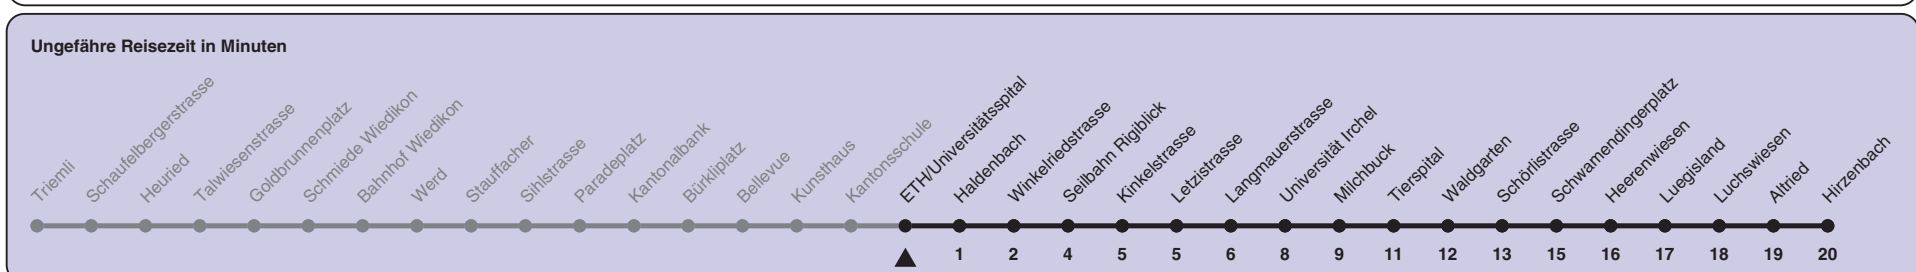 Ungefähre Reisezeit in Minuten
Triemli
Schaufelbergerstrasse
Heuried
Talwiesenstrasse
Goldbrunnenplatz
Schmiede Wiedikon
Bahnhof Wiedikon
Werd
Stauffacher
Sihlstrasse
Paradeplatz
Kantonalbank
Bürkliplatz
Bellevue
Kunsthaus
Kantonsschule
ETH/Universitätsspital
Haldenbach
Winkelriedstrasse
Seilbahn Rigiblick
Kinkelstrasse
Letzistrasse
Langmauerstrasse
Universität Irchel
Milchbuck
Tierspital
Waldgarten
Schörlistrasse
Schwamendingerplatz
Heerenwiesen
Luegisland
Luchswiesen
Altried
Hirzenbach
1 2 4 5 5 6 8 9 11 12 13 15 16 17 18 19 20